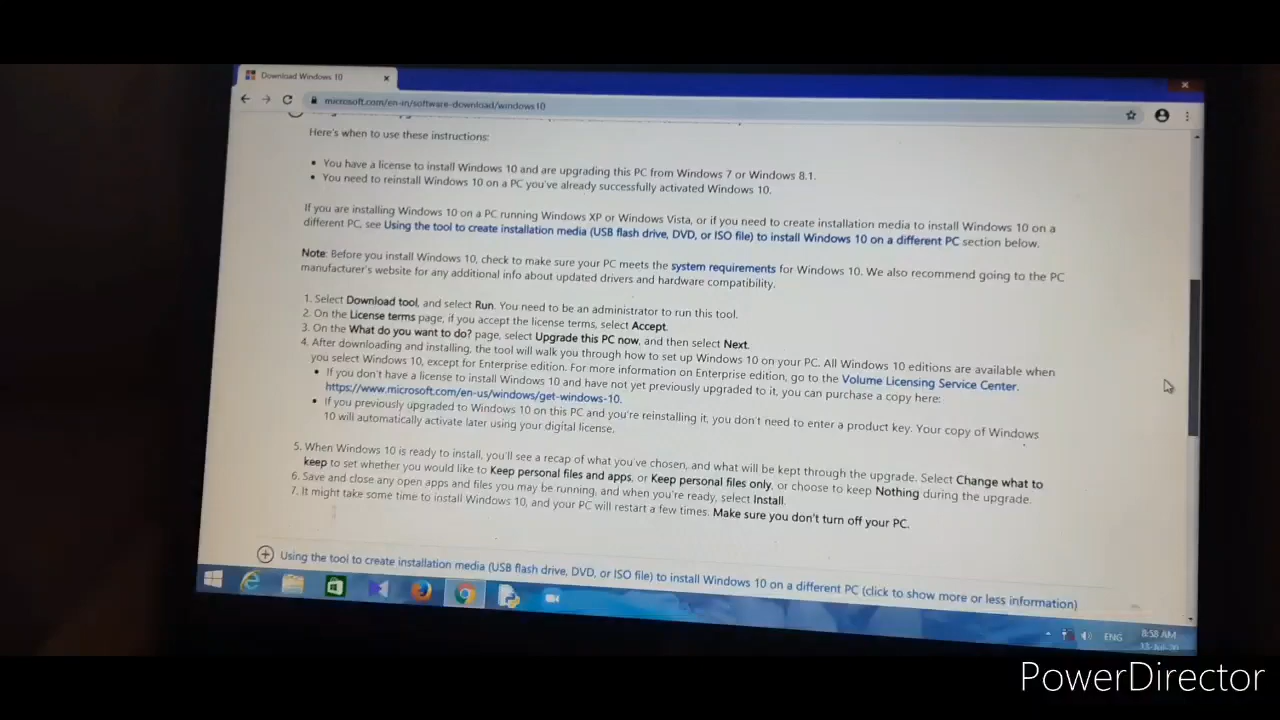 Download Windows 10
microsoft.com/en-in/software-download/windows10
Here's when to use these instructions:
• You have a license to install Windows 10 and are upgrading this PC from Windows 7 or Windows 8.1.
• You need to reinstall Windows 10 on a PC you've already successfully activated Windows 10.
If you are installing Windows 10 on a PC running Windows XP or Windows Vista, or if you need to create installation media to install Windows 10 on a
different PC, see Using the tool to create installation media (USB flash drive, DVD, or ISO file) to install Windows 10 on a different PC section below.
Note: Before you install Windows 10, check to make sure your PC meets the system requirements for Windows 10. We also recommend going to the PC
manufacturer's website for any additional info about updated drivers and hardware compatibility.
1. Select Download tool, and select Run. You need to be an administrator to run this tool.
2. On the License terms page, if you accept the license terms, select Accept.
3. On the What do you want to do? page, select Upgrade this PC now, and then select Next.
4. After downloading and installing, the tool will walk you through how to set up Windows 10 on your PC. All Windows 10 editions are available when
you select Windows 10, except for Enterprise edition. For more information on Enterprise edition, go to the Volume Licensing Service Center.
• If you don't have a license to install Windows 10 and have not yet previously upgraded to it, you can purchase a copy here:
https://www.microsoft.com/en-us/windows/get-windows-10.
• If you previously upgraded to Windows 10 on this PC and you're reinstalling it, you don't need to enter a product key. Your copy of Windows
10 will automatically activate later using your digital license.
5. When Windows 10 is ready to install, you'll see a recap of what you've chosen, and what will be kept through the upgrade. Select Change what to
keep to set whether you would like to Keep personal files and apps, or Keep personal files only, or choose to keep Nothing during the upgrade.
6. Save and close any open apps and files you may be running, and when you're ready, select Install.
7. It might take some time to install Windows 10, and your PC will restart a few times. Make sure you don't turn off your PC.
Using the tool to create installation media (USB flash drive, DVD, or ISO file) to install Windows 10 on a different PC (click to show more or less information)
ENG
8:58 AM
13-Jul-20
PowerDirector